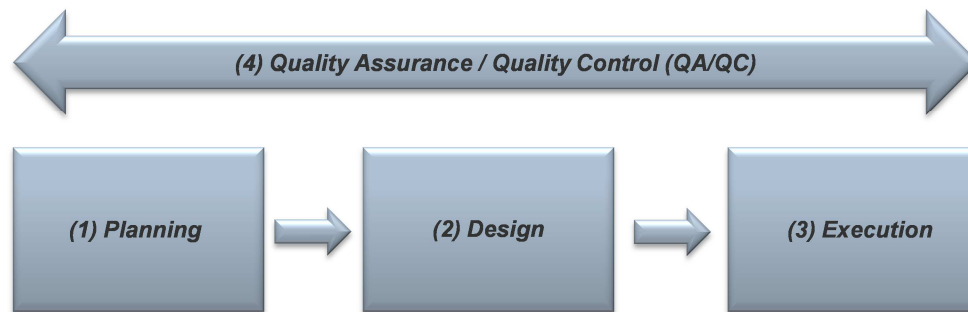 (4) Quality Assurance / Quality Control (QA/QC)
(1) Planning
(2) Design
(3) Execution